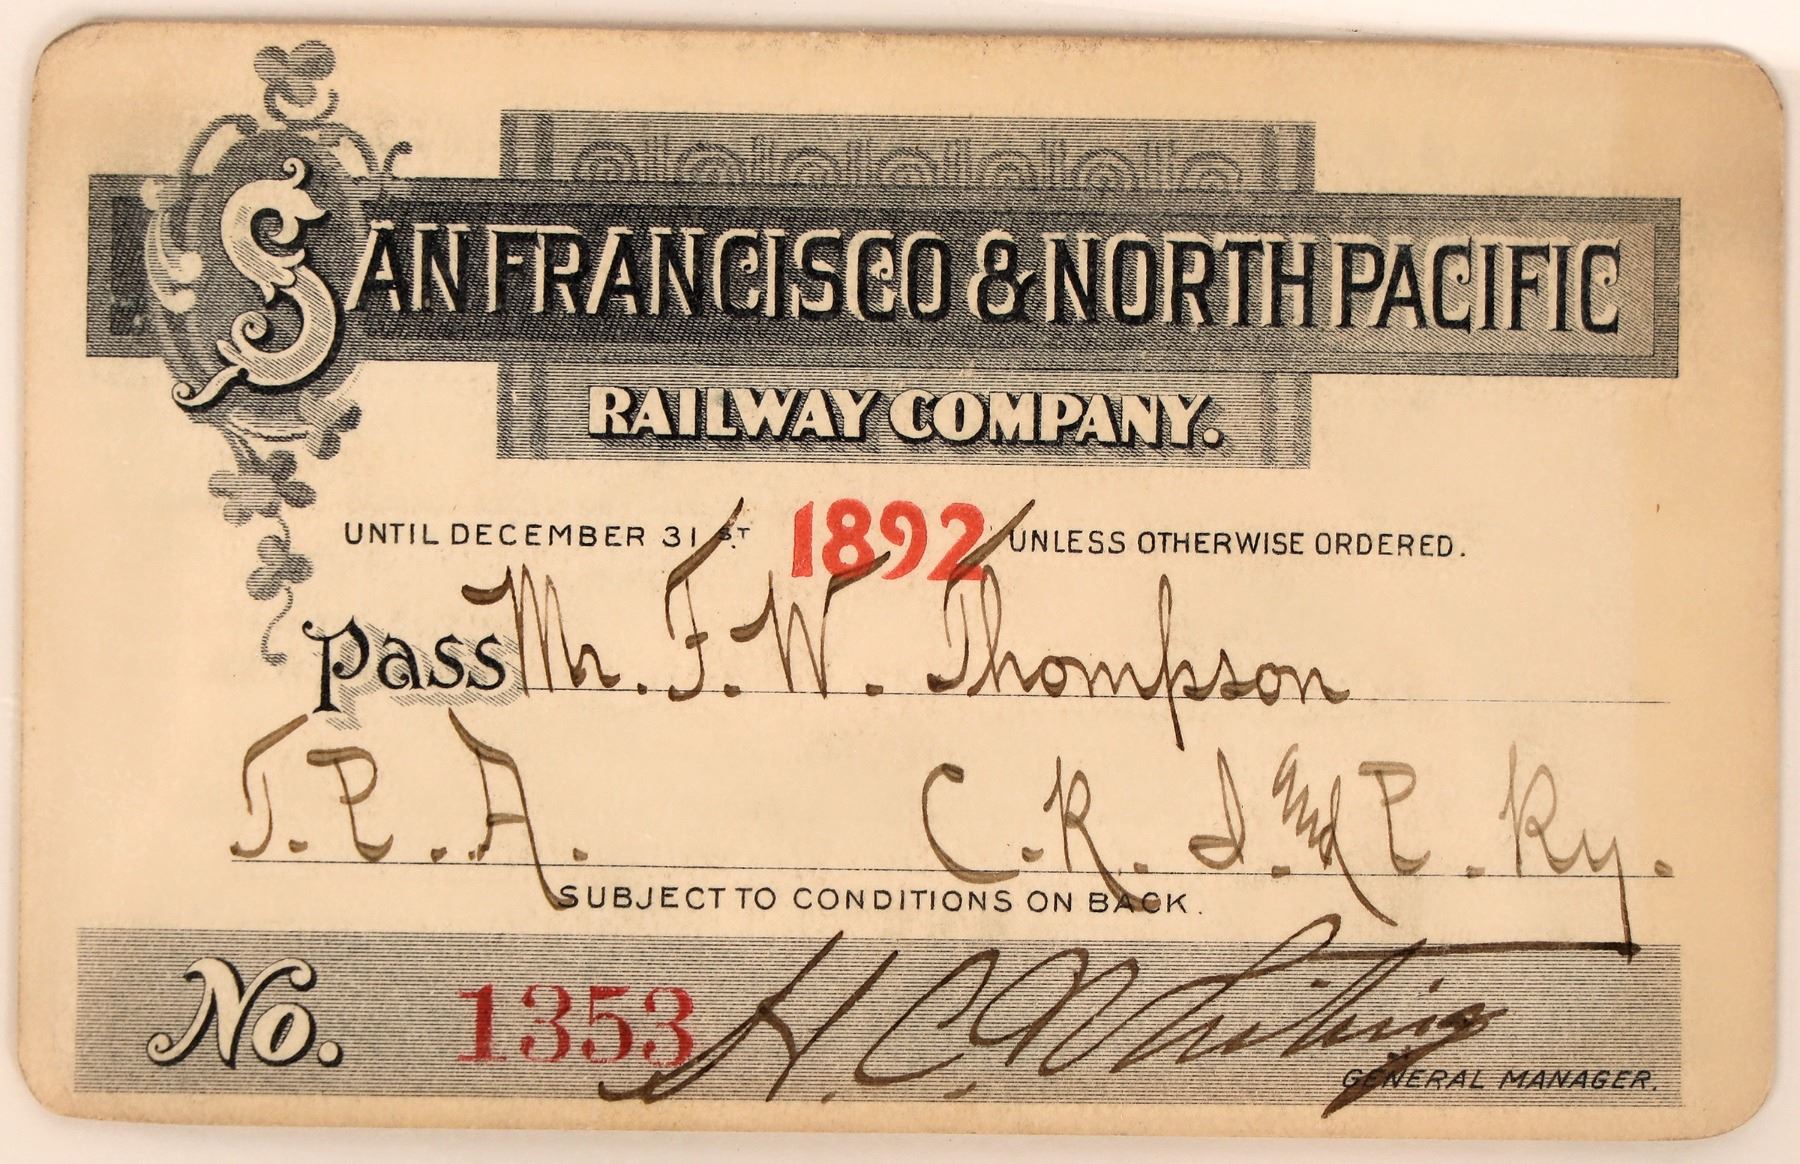 SAN FRANCISCO & NORTH PACIFIC
RAILWAY COMPANY.
UNTIL DECEMBER 31ST 1892 UNLESS OTHERWISE ORDERED.
Pass Mr. F. W. Thompson
T. P. A. C. R. I. and P. Ry.
SUBJECT TO CONDITIONS ON BACK.
No. 1353 H. C. Whiting
GENERAL MANAGER.